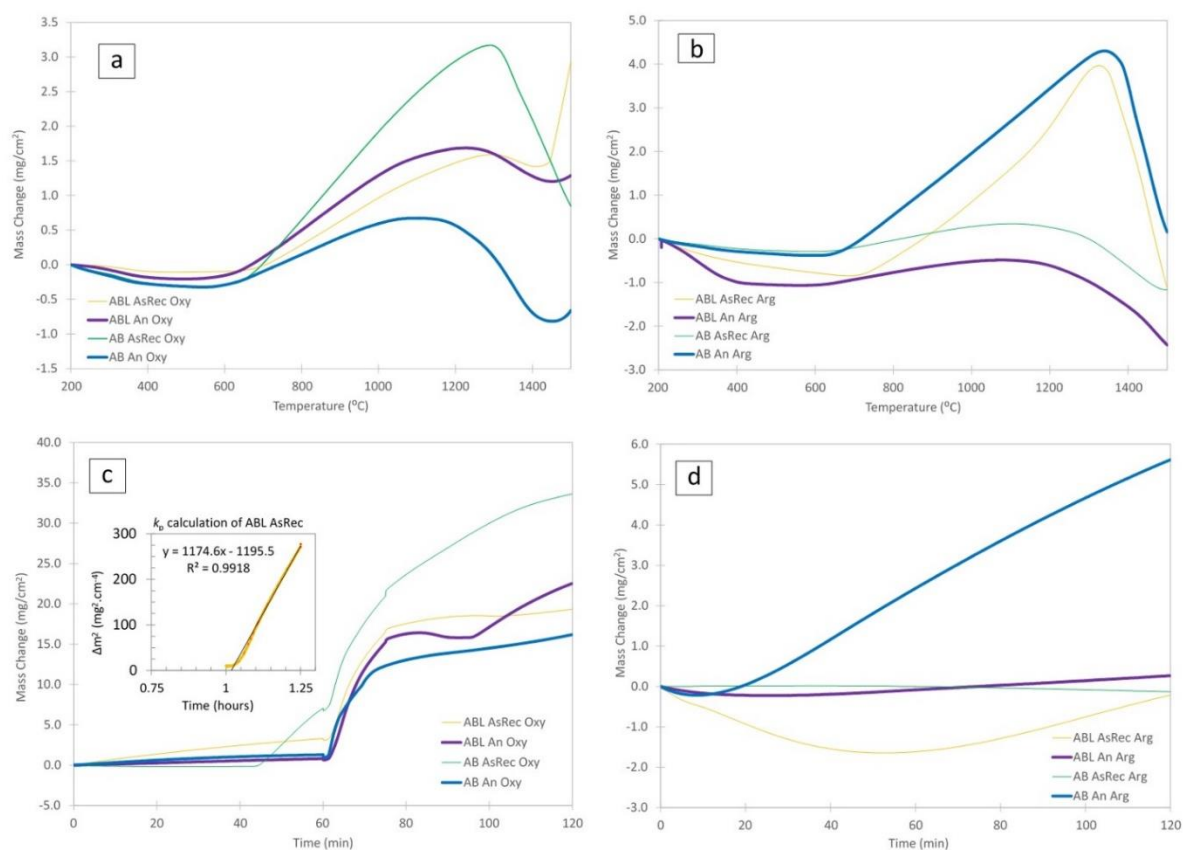 a
3.5
3.0
2.5
2.0
1.5
1.0
0.5
0.0
-0.5
-1.0
-1.5
Mass Change (mg/cm²)
ABL AsRec Oxy
ABL An Oxy
AB AsRec Oxy
AB An Oxy
200 400 600 800 1000 1200 1400
Temperature (°C)
b
5.0
4.0
3.0
2.0
1.0
0.0
-1.0
-2.0
-3.0
Mass Change (mg/cm²)
ABL AsRec Arg
ABL An Arg
AB AsRec Arg
AB An Arg
200 400 600 800 1000 1200 1400
Temperature (°C)
c
40.0
35.0
30.0
25.0
20.0
15.0
10.0
5.0
0.0
-5.0
Mass Change (mg/cm²)
kp calculation of ABL AsRec
300
200
100
0
Δm² (mg².cm⁻⁴)
y = 1174.6x - 1195.5
R² = 0.9918
0.75 1 1.25
Time (hours)
ABL AsRec Oxy
ABL An Oxy
AB AsRec Oxy
AB An Oxy
0 20 40 60 80 100 120
Time (min)
d
6.0
5.0
4.0
3.0
2.0
1.0
0.0
-1.0
-2.0
-3.0
Mass Change (mg/cm²)
ABL AsRec Arg
ABL An Arg
AB AsRec Arg
AB An Arg
0 20 40 60 80 100 120
Time (min)